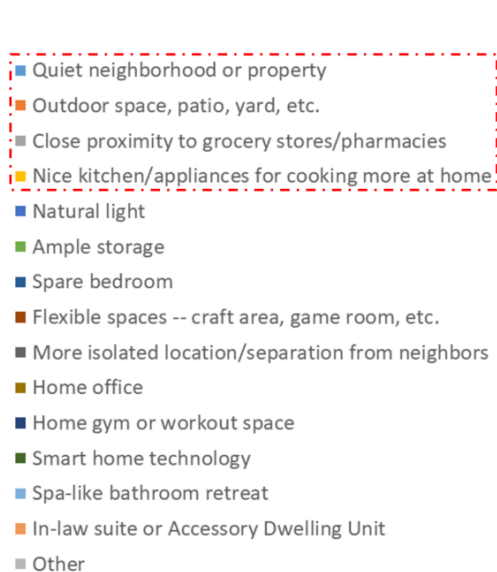 Quiet neighborhood or property
Outdoor space, patio, yard, etc.
Close proximity to grocery stores/pharmacies
Nice kitchen/appliances for cooking more at home
Natural light
Ample storage
Spare bedroom
Flexible spaces -- craft area, game room, etc.
More isolated location/separation from neighbors
Home office
Home gym or workout space
Smart home technology
Spa-like bathroom retreat
In-law suite or Accessory Dwelling Unit
Other